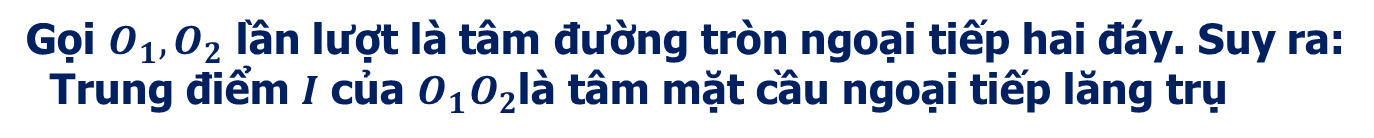 Gọi 𝑶₁, 𝑶₂ lần lượt là tâm đường tròn ngoại tiếp hai đáy. Suy ra:
Trung điểm 𝑰 của 𝑶₁𝑶₂là tâm mặt cầu ngoại tiếp lăng trụ